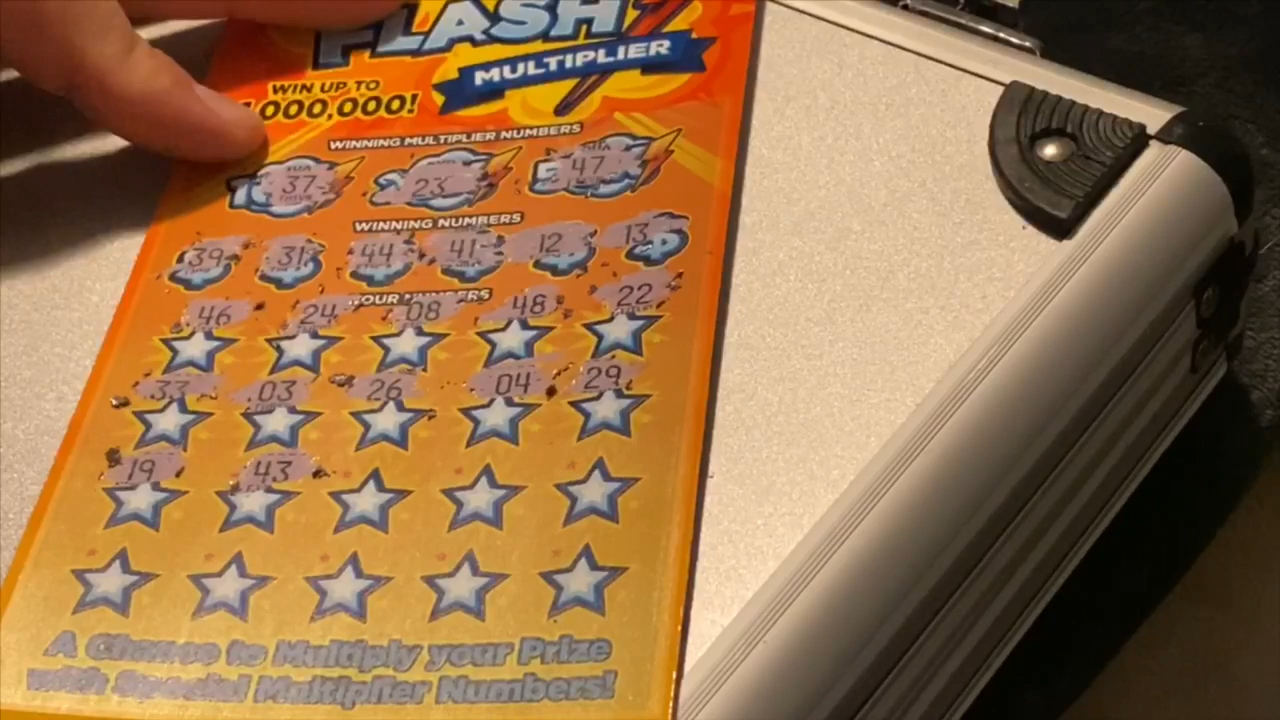 FLASH
MULTIPLIER
WIN UP TO
,000,000!
WINNING MULTIPLIER NUMBERS
37 23 47
WINNING NUMBERS
39 31 44 41 12 13
YOUR NUMBERS
46 24 08 48 22
33 03 26 04 29
19 43
A Chance to Multiply your Prize
with Special Multiplier Numbers!